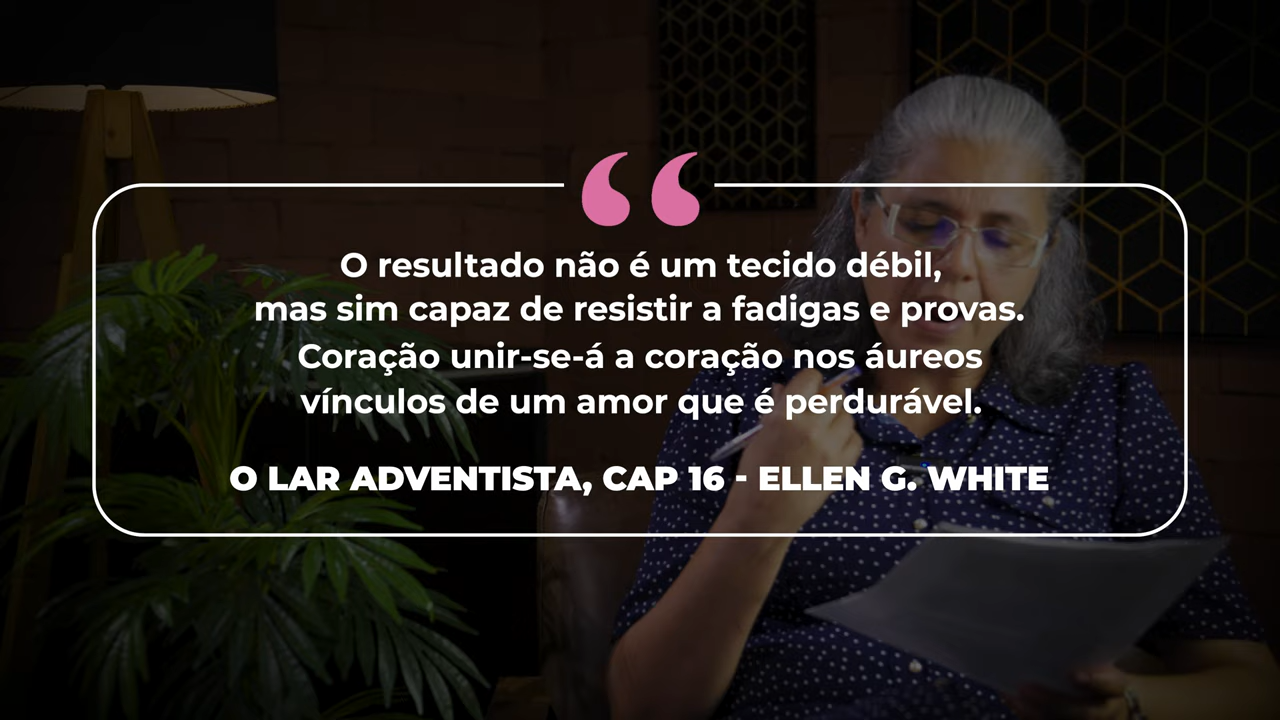 O resultado não é um tecido débil,
mas sim capaz de resistir a fadigas e provas.
Coração unir-se-á a coração nos áureos
vínculos de um amor que é perdurável.
O LAR ADVENTISTA, CAP 16 - ELLEN G. WHITE